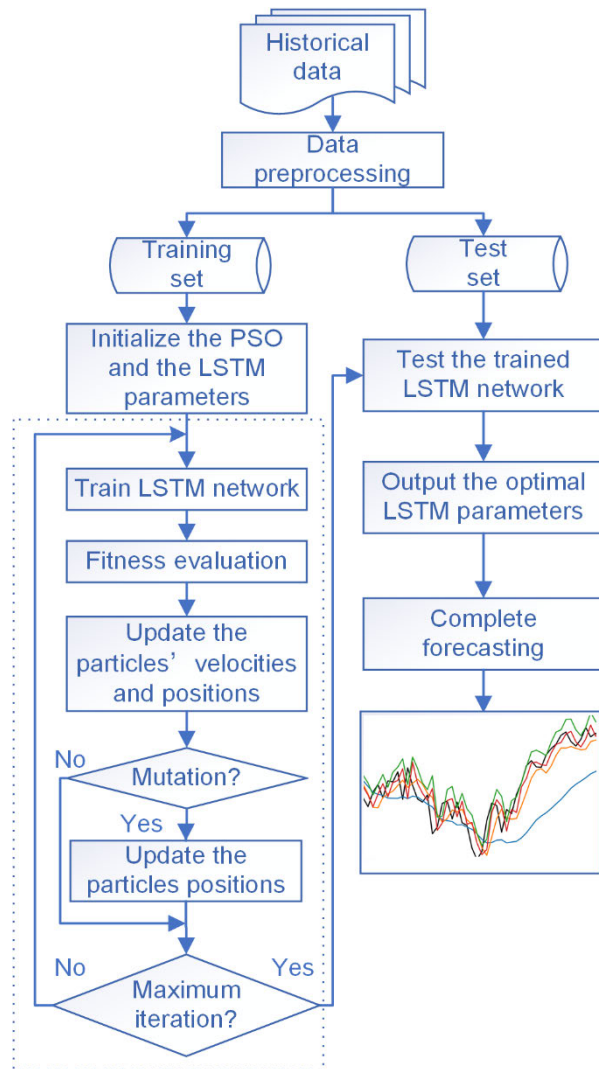 Historical
data
Data
preprocessing
Training
set
Test
set
Initialize the PSO
and the LSTM
parameters
Test the trained
LSTM network
Train LSTM network
Output the optimal
LSTM parameters
Fitness evaluation
Update the
particles’ velocities
and positions
Complete
forecasting
No
Mutation?
Yes
Update the
particles positions
No
Yes
Maximum
iteration?